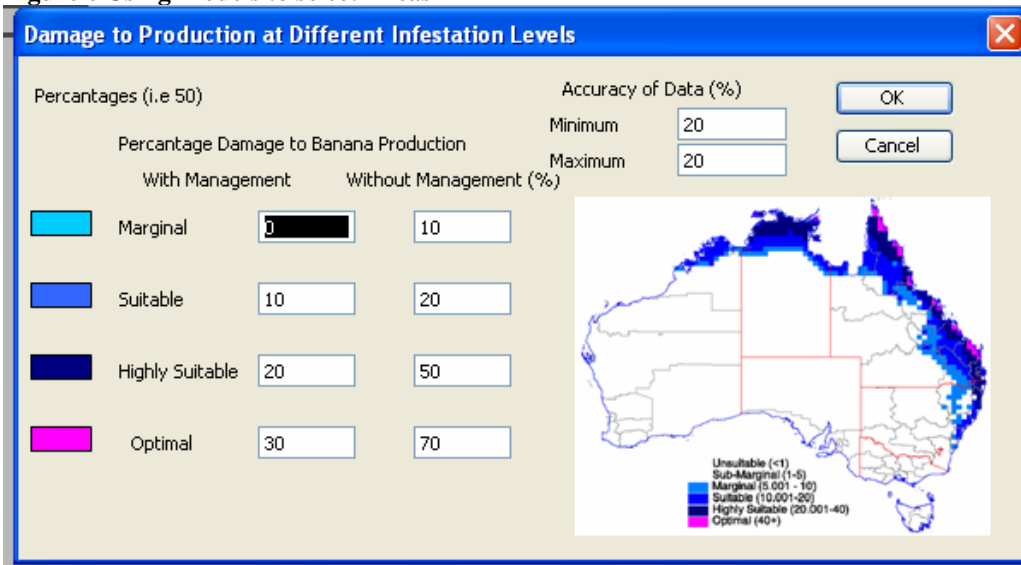 Damage to Production at Different Infestation Levels
Percentages (i.e 50)
Accuracy of Data (%)
OK
Minimum 20
Cancel
Percentage Damage to Banana Production
Maximum 20
With Management Without Management (%)
Marginal 0 10
Suitable 10 20
Highly Suitable 20 50
Optimal 30 70
Unsuitable (<1)
Sub-Marginal (1-5)
Marginal (5.001 - 10)
Suitable (10.001-20)
Highly Suitable (20.001-40)
Optimal (40+)